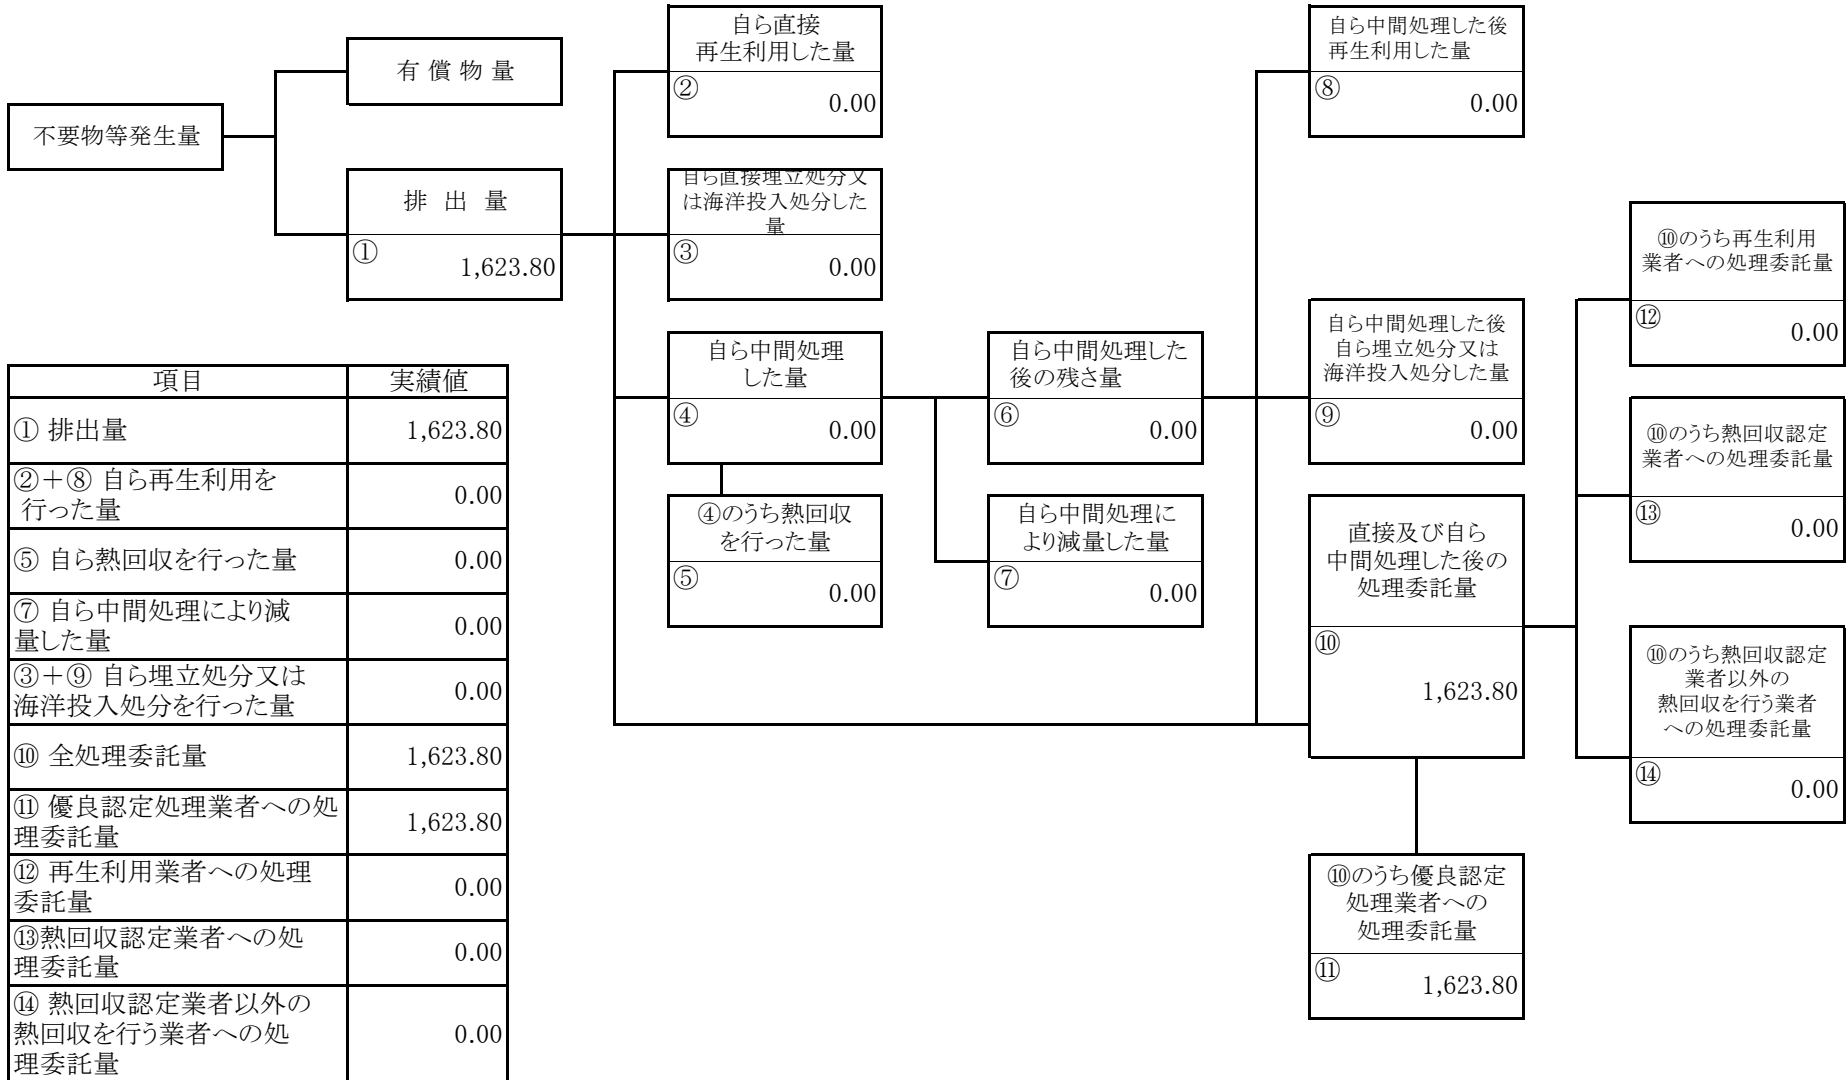 不要物等発生量
有 償 物 量
排 出 量
①
1,623.80
自ら直接
再生利用した量
②
0.00
自ら直接埋立処分又
は海洋投入処分した
量
③
0.00
自ら中間処理
した量
④
0.00
④のうち熱回収
を行った量
⑤
0.00
自ら中間処理した
後の残さ量
⑥
0.00
自ら中間処理に
より減量した量
⑦
0.00
自ら中間処理した後
再生利用した量
⑧
0.00
自ら中間処理した後
自ら埋立処分又は
海洋投入処分した量
⑨
0.00
直接及び自ら
中間処理した後の
処理委託量
⑩
1,623.80
⑩のうち優良認定
処理業者への
処理委託量
⑪
1,623.80
⑩のうち再生利用
業者への処理委託量
⑫
0.00
⑩のうち熱回収認定
業者への処理委託量
⑬
0.00
⑩のうち熱回収認定
業者以外の
熱回収を行う業者
への処理委託量
⑭
0.00
項目 実績値
① 排出量 1,623.80
②＋⑧ 自ら再生利用を
行った量
0.00
⑤ 自ら熱回収を行った量 0.00
⑦ 自ら中間処理により減
量した量
0.00
③＋⑨ 自ら埋立処分又は
海洋投入処分を行った量
0.00
⑩ 全処理委託量 1,623.80
⑪ 優良認定処理業者への処
理委託量
1,623.80
⑫ 再生利用業者への処理
委託量
0.00
⑬熱回収認定業者への処
理委託量
0.00
⑭ 熱回収認定業者以外の
熱回収を行う業者への処
理委託量
0.00